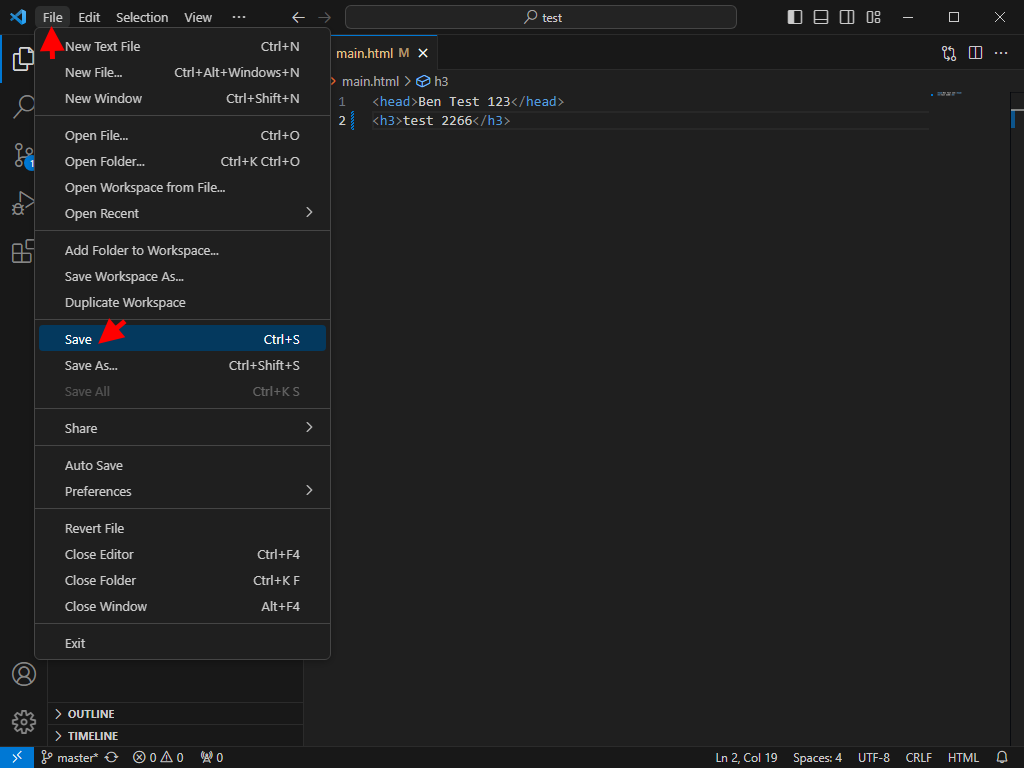 File Edit Selection View ··· test
New Text File Ctrl+N
New File... Ctrl+Alt+Windows+N
New Window Ctrl+Shift+N
Open File... Ctrl+O
Open Folder... Ctrl+K Ctrl+O
Open Workspace from File...
Open Recent
Add Folder to Workspace...
Save Workspace As...
Duplicate Workspace
Save Ctrl+S
Save As... Ctrl+Shift+S
Save All Ctrl+K S
Share
Auto Save
Preferences
Revert File
Close Editor Ctrl+F4
Close Folder Ctrl+K F
Close Window Alt+F4
Exit
1
main.html M
main.html > h3
1 <head>Ben Test 123</head>
2 <h3>test 2266</h3>
OUTLINE
TIMELINE
master* 0 0 0 Ln 2, Col 19 Spaces: 4 UTF-8 CRLF HTML